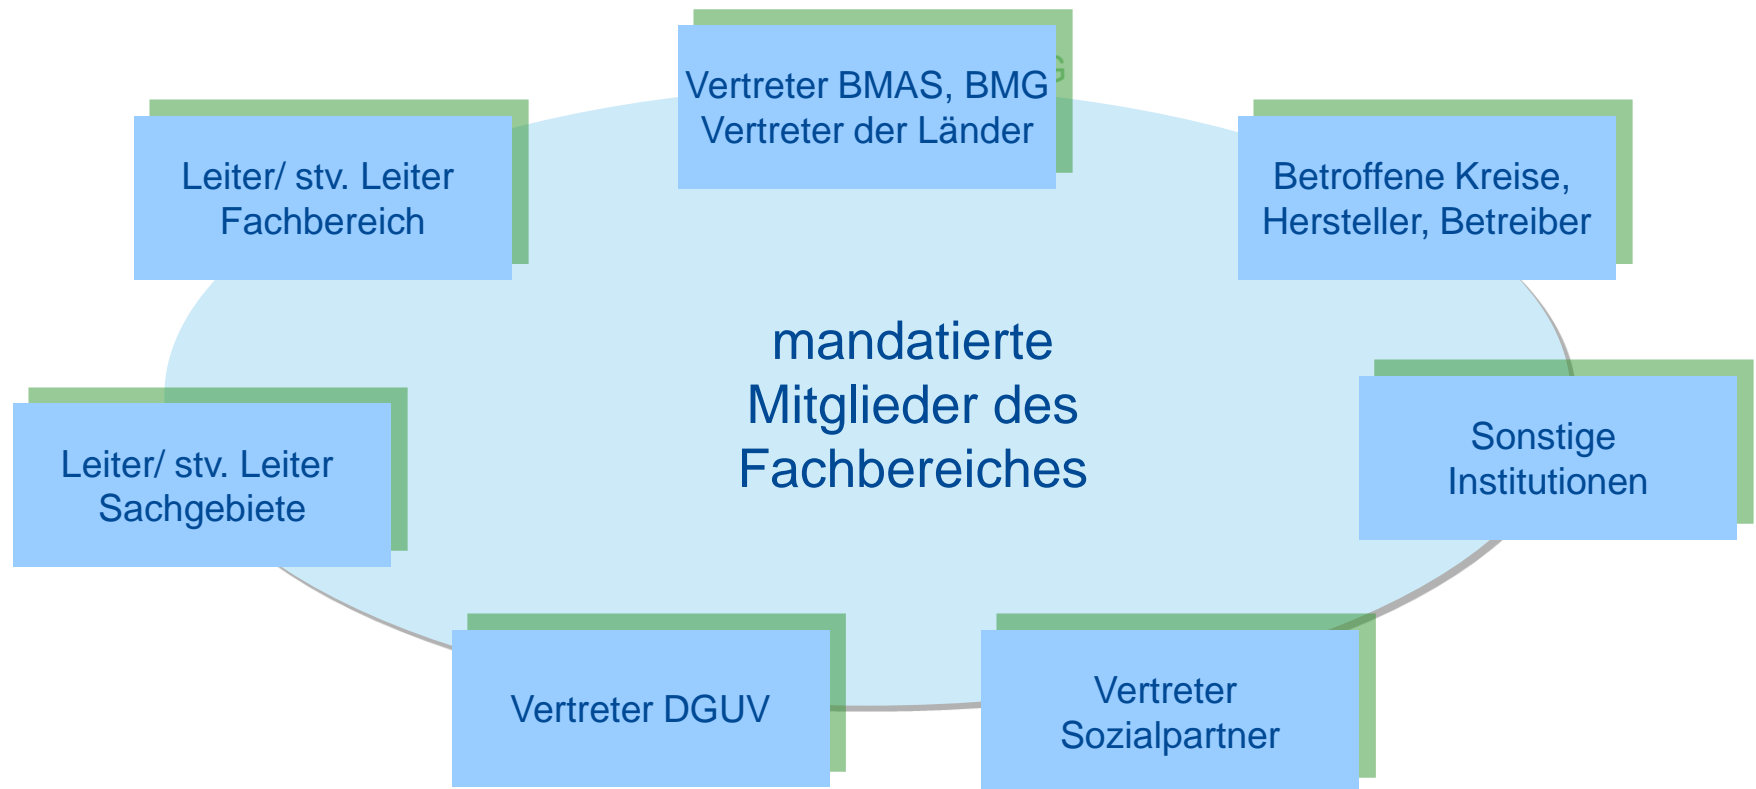 Vertreter BMAS, BMG
Vertreter der Länder
Leiter/ stv. Leiter
Fachbereich
Betroffene Kreise,
Hersteller, Betreiber
mandatierte
Mitglieder des
Fachbereiches
Leiter/ stv. Leiter
Sachgebiete
Sonstige
Institutionen
Vertreter DGUV
Vertreter
Sozialpartner